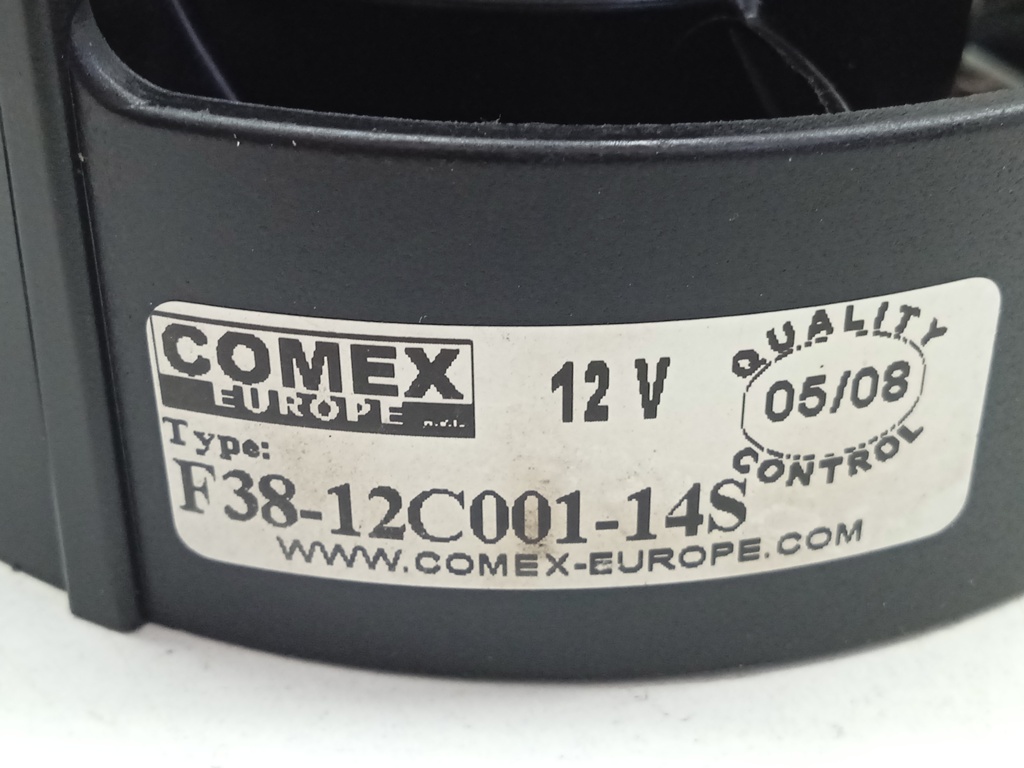 COMEX
EUROPE s.r.l.
12 V
QUALITY
05/08
CONTROL
Type:
F38-12C001-14S
WWW.COMEX-EUROPE.COM